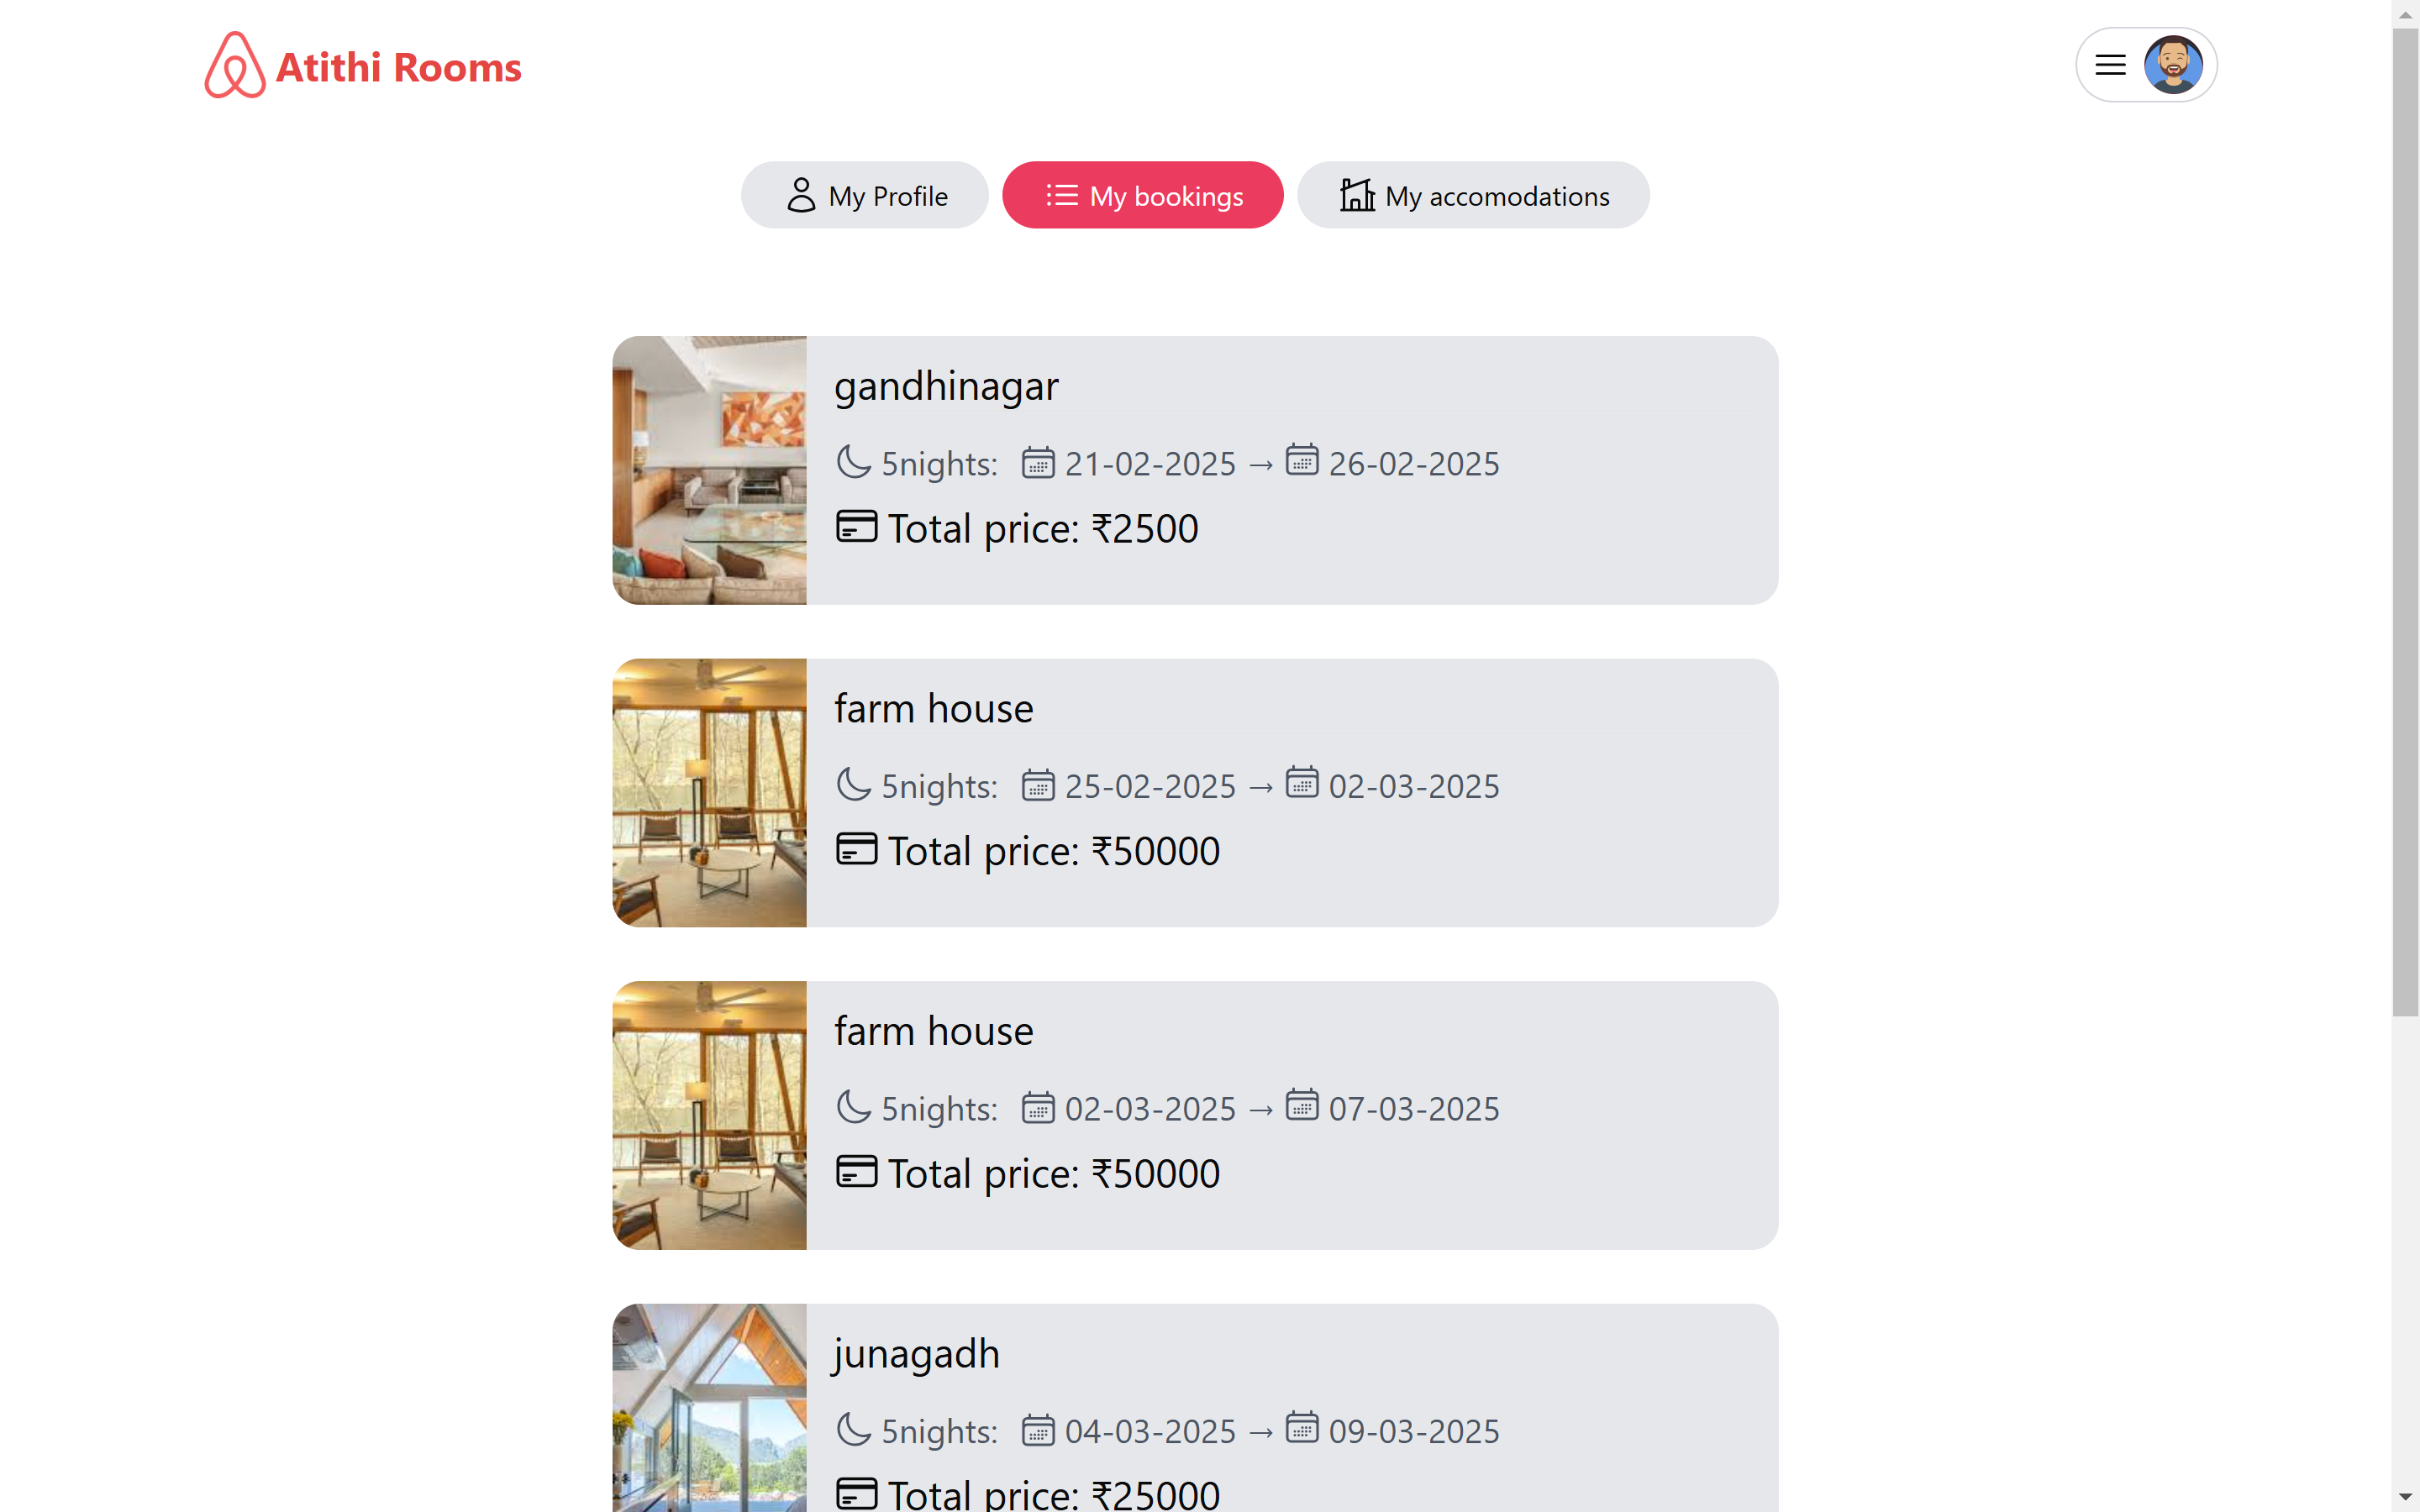 Atithi Rooms
My Profile
My bookings
My accomodations
gandhinagar
5nights: 21-02-2025 → 26-02-2025
Total price: ₹2500
farm house
5nights: 25-02-2025 → 02-03-2025
Total price: ₹50000
farm house
5nights: 02-03-2025 → 07-03-2025
Total price: ₹50000
junagadh
5nights: 04-03-2025 → 09-03-2025
Total price: ₹25000